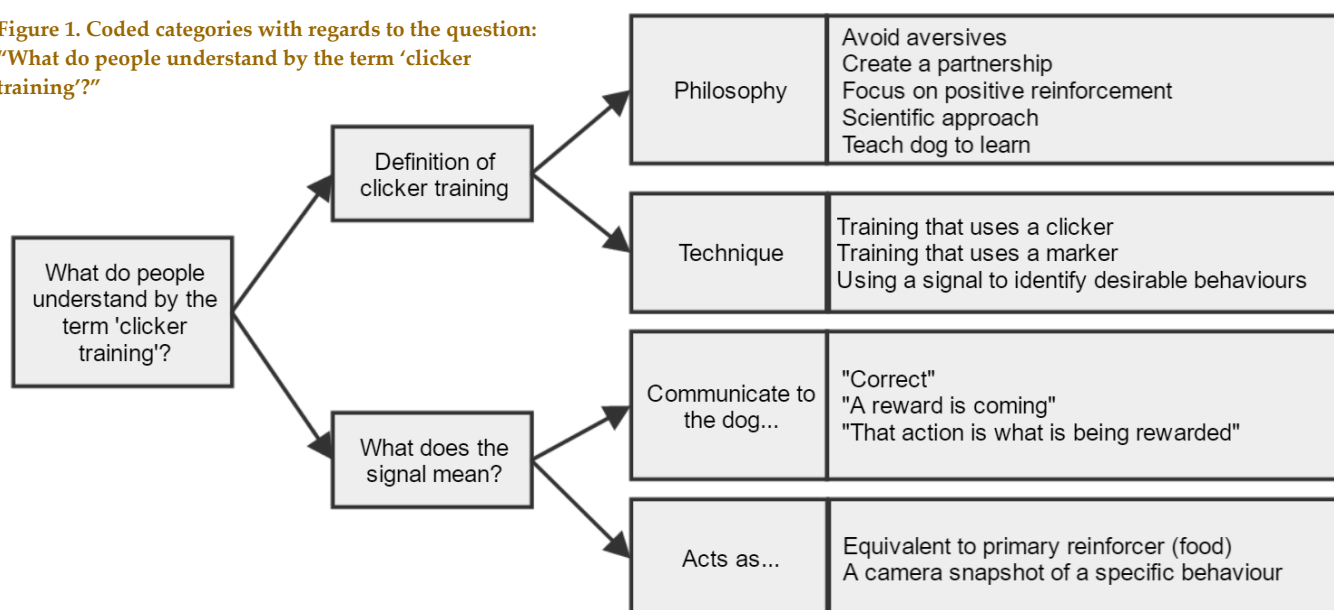 Figure 1. Coded categories with regards to the question:
“What do people understand by the term ‘clicker
training’?”
What do people
understand by the
term 'clicker
training'?
Definition of
clicker training
What does the
signal mean?
Philosophy
Avoid aversives
Create a partnership
Focus on positive reinforcement
Scientific approach
Teach dog to learn
Technique
Training that uses a clicker
Training that uses a marker
Using a signal to identify desirable behaviours
Communicate to
the dog...
"Correct"
"A reward is coming"
"That action is what is being rewarded"
Acts as...
Equivalent to primary reinforcer (food)
A camera snapshot of a specific behaviour